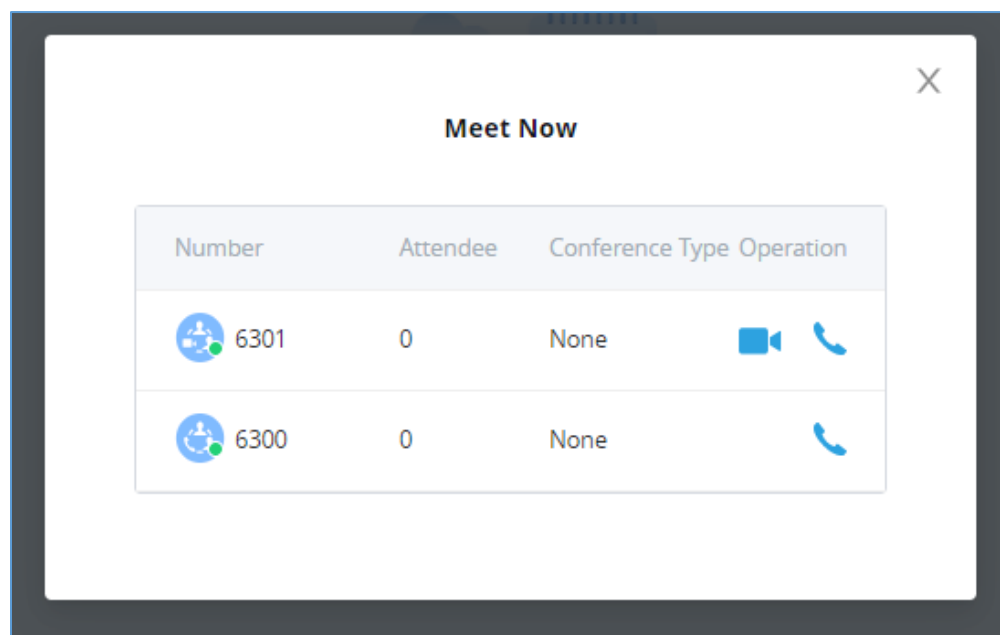 Meet Now
Number Attendee Conference Type Operation
6301 0 None
6300 0 None